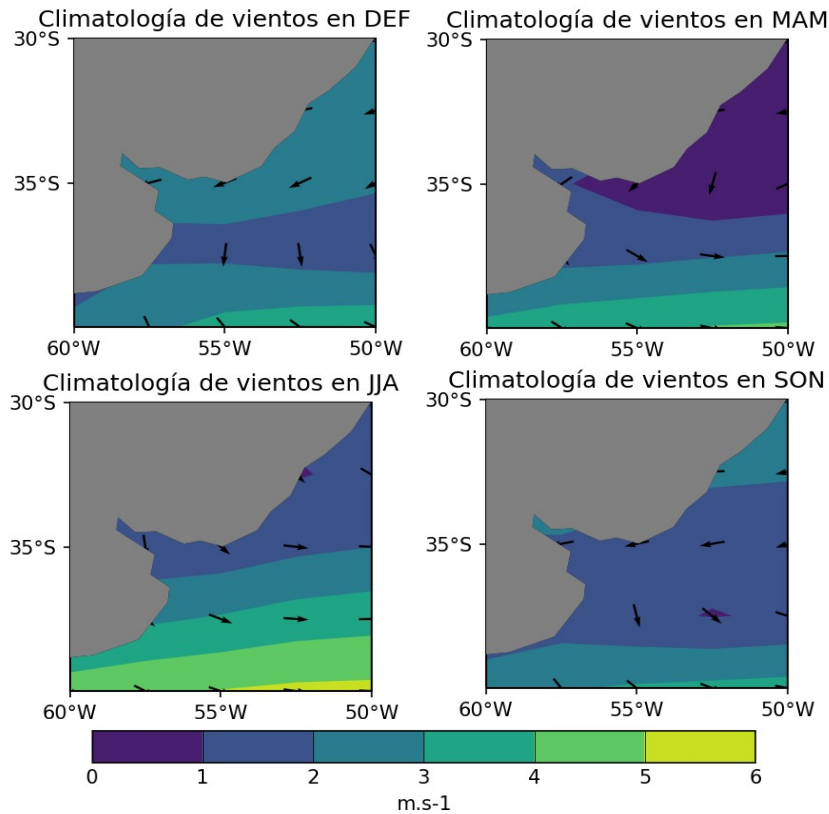 Climatología de vientos en DEF
Climatología de vientos en MAM
30°S
30°S
35°S
35°S
60°W 55°W 50°W
60°W 55°W 50°W
Climatología de vientos en JJA
Climatología de vientos en SON
30°S
30°S
35°S
35°S
60°W 55°W 50°W
60°W 55°W 50°W
0 1 2 3 4 5 6
m.s-1